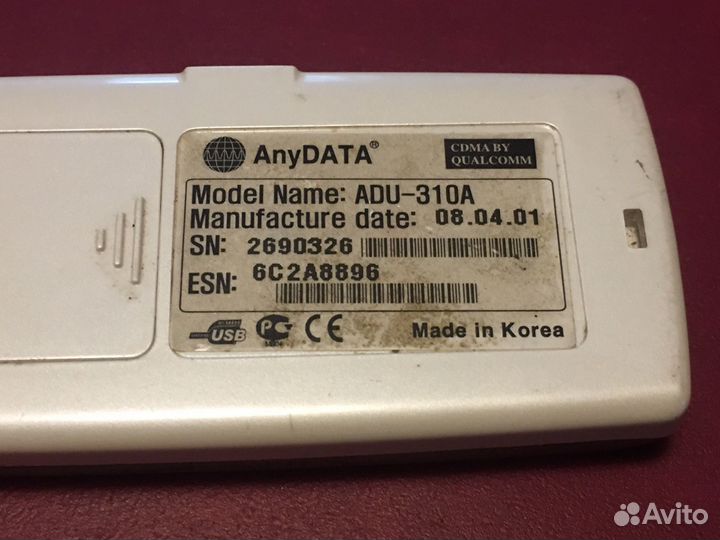 AnyDATA®
CDMA BY
QUALCOMM
Model Name: ADU-310A
Manufacture date: 08.04.01
SN: 2690326
ESN: 6C2A8896
USB
CE
Made in Korea
Avito